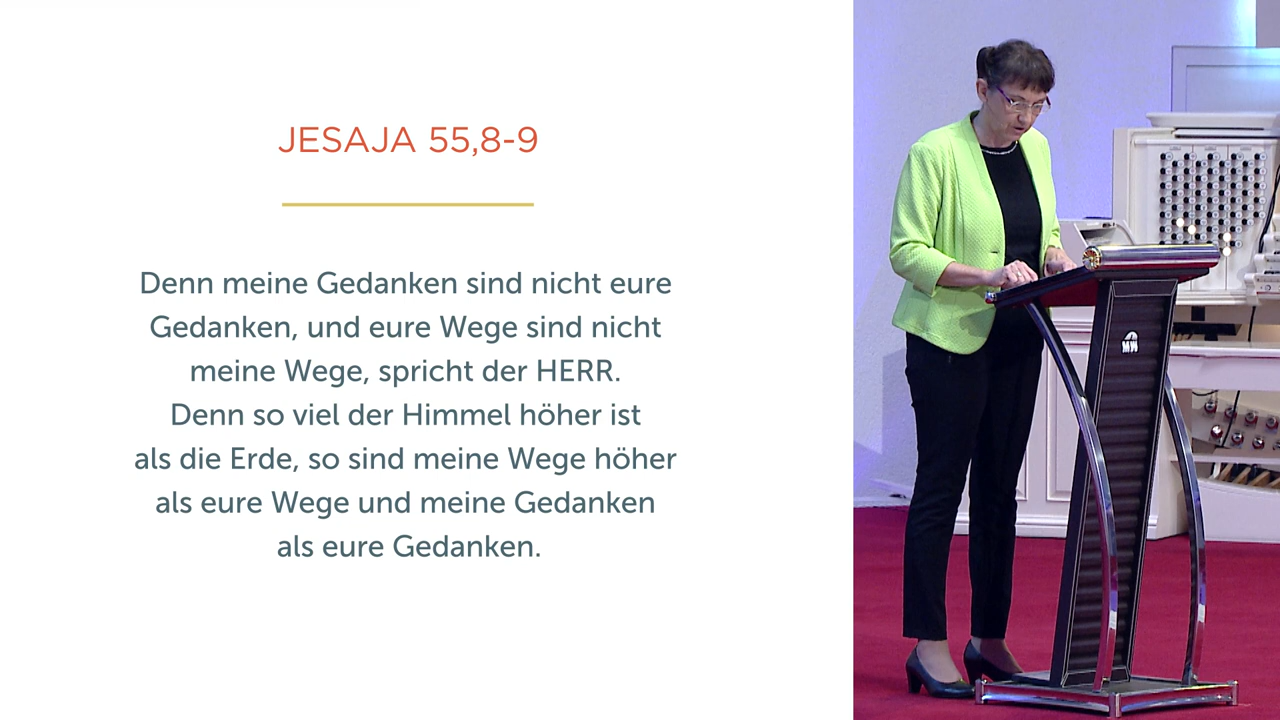 JESAJA 55,8-9
Denn meine Gedanken sind nicht eure
Gedanken, und eure Wege sind nicht
meine Wege, spricht der HERR.
Denn so viel der Himmel höher ist
als die Erde, so sind meine Wege höher
als eure Wege und meine Gedanken
als eure Gedanken.